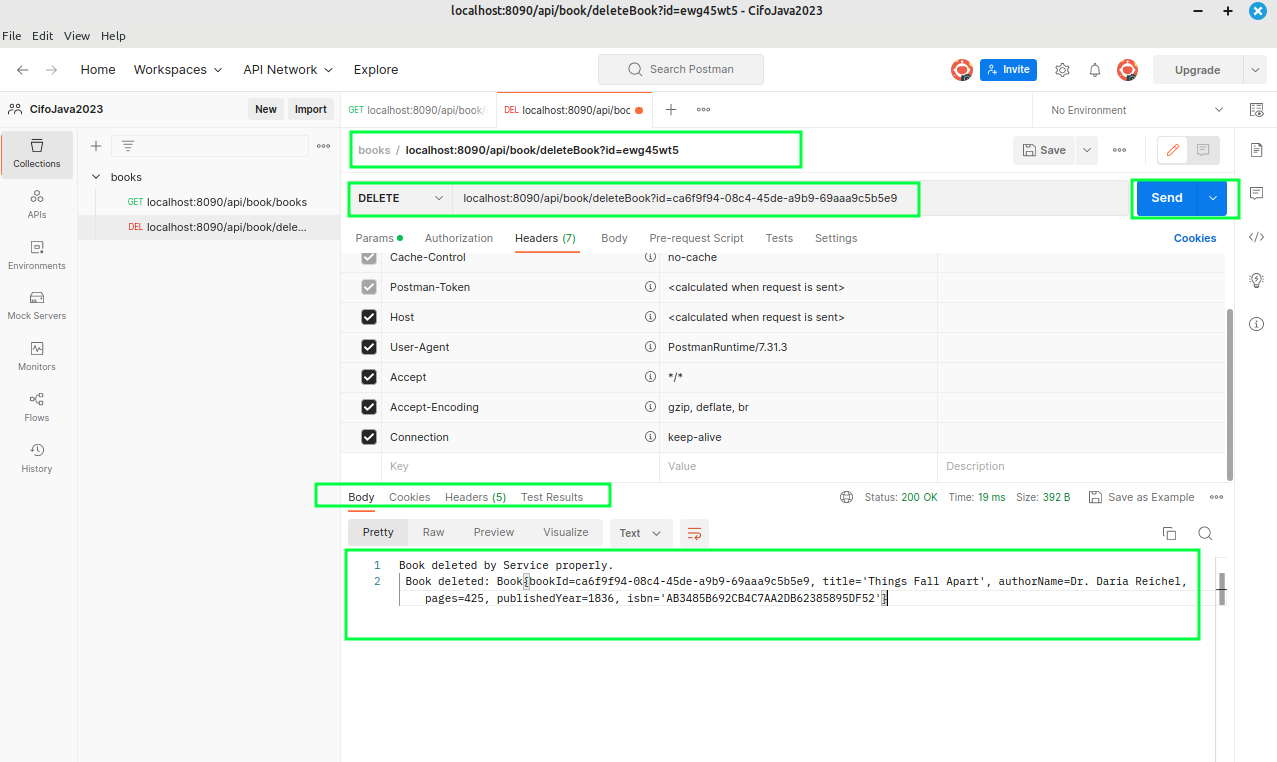 localhost:8090/api/book/deleteBook?id=ewg45wt5 - CifoJava2023
File Edit View Help
Home Workspaces API Network Explore Search Postman Invite Upgrade
CifoJava2023 New Import GET localhost:8090/api/book/ DEL localhost:8090/api/boc No Environment
books / localhost:8090/api/book/deleteBook?id=ewg45wt5 Save
Collections
APIs
Environments
Mock Servers
Monitors
Flows
History
books
GET localhost:8090/api/book/books
DEL localhost:8090/api/book/dele...
DELETE localhost:8090/api/book/deleteBook?id=ca6f9f94-08c4-45de-a9b9-69aaa9c5b5e9 Send
Params Authorization Headers (7) Body Pre-request Script Tests Settings Cookies
Cache-Control no-cache
Postman-Token <calculated when request is sent>
Host <calculated when request is sent>
User-Agent PostmanRuntime/7.31.3
Accept */*
Accept-Encoding gzip, deflate, br
Connection keep-alive
Key Value Description
Body Cookies Headers (5) Test Results Status: 200 OK Time: 19 ms Size: 392 B Save as Example
Pretty Raw Preview Visualize Text
1 Book deleted by Service properly.
2 Book deleted: Book{bookId=ca6f9f94-08c4-45de-a9b9-69aaa9c5b5e9, title='Things Fall Apart', authorName=Dr. Daria Reichel,
pages=425, publishedYear=1836, isbn='AB3485B692CB4C7AA2DB62385895DF52'}